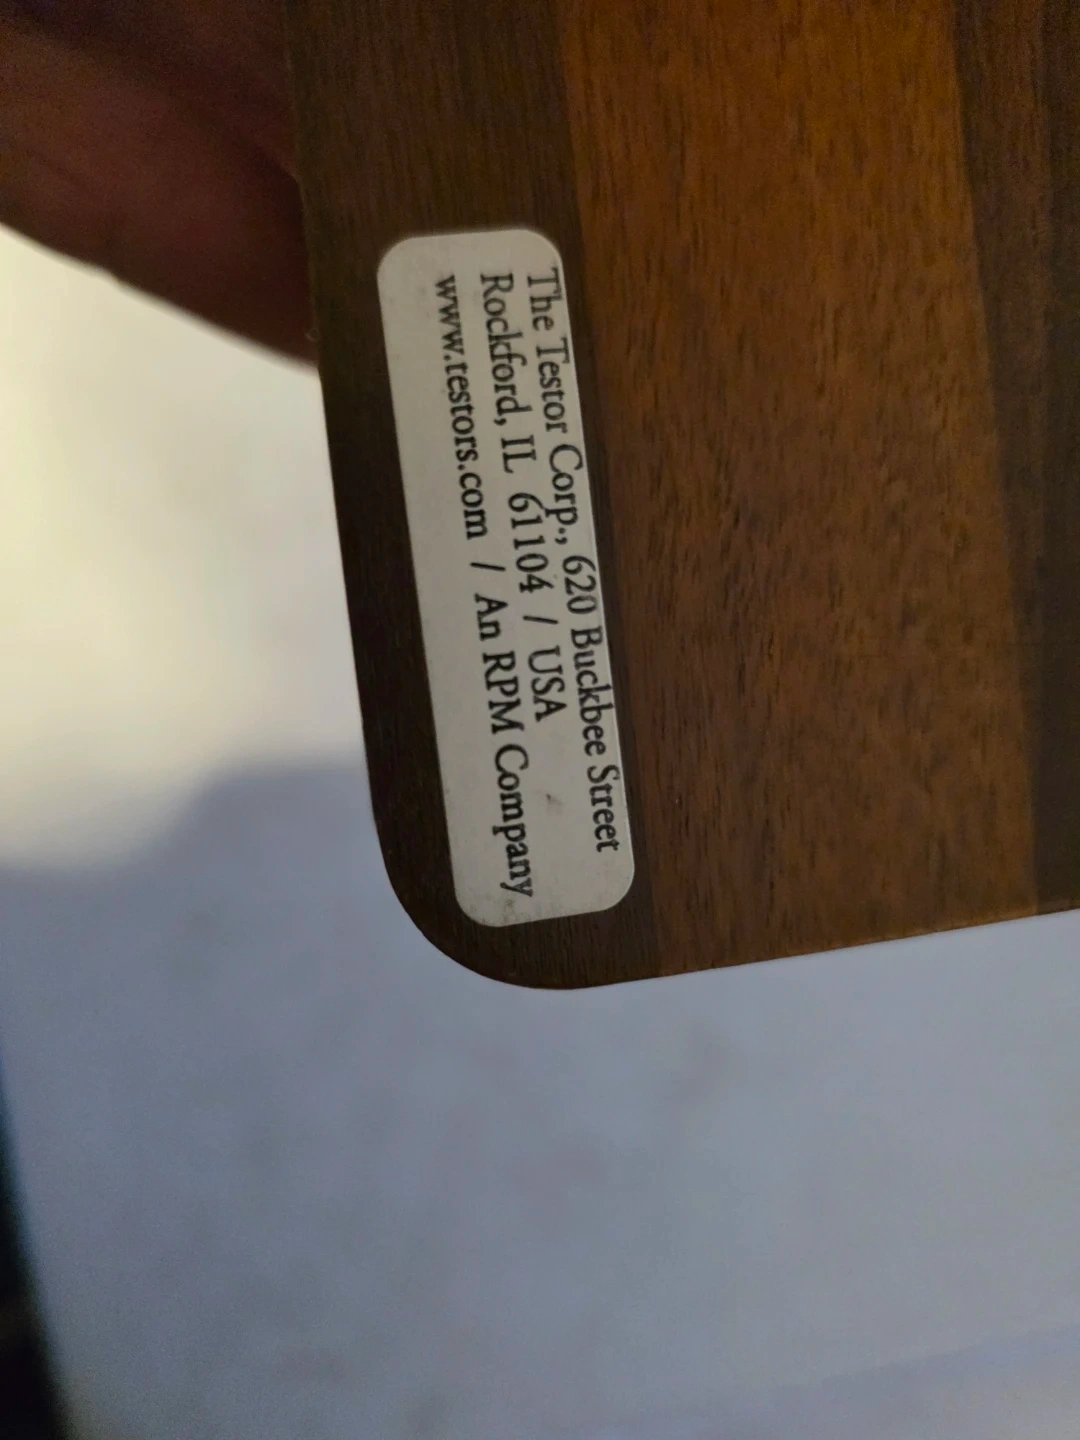 The Testor Corp., 620 Buckbee Street
Rockford, IL 61104 / USA
www.testors.com / An RPM Company